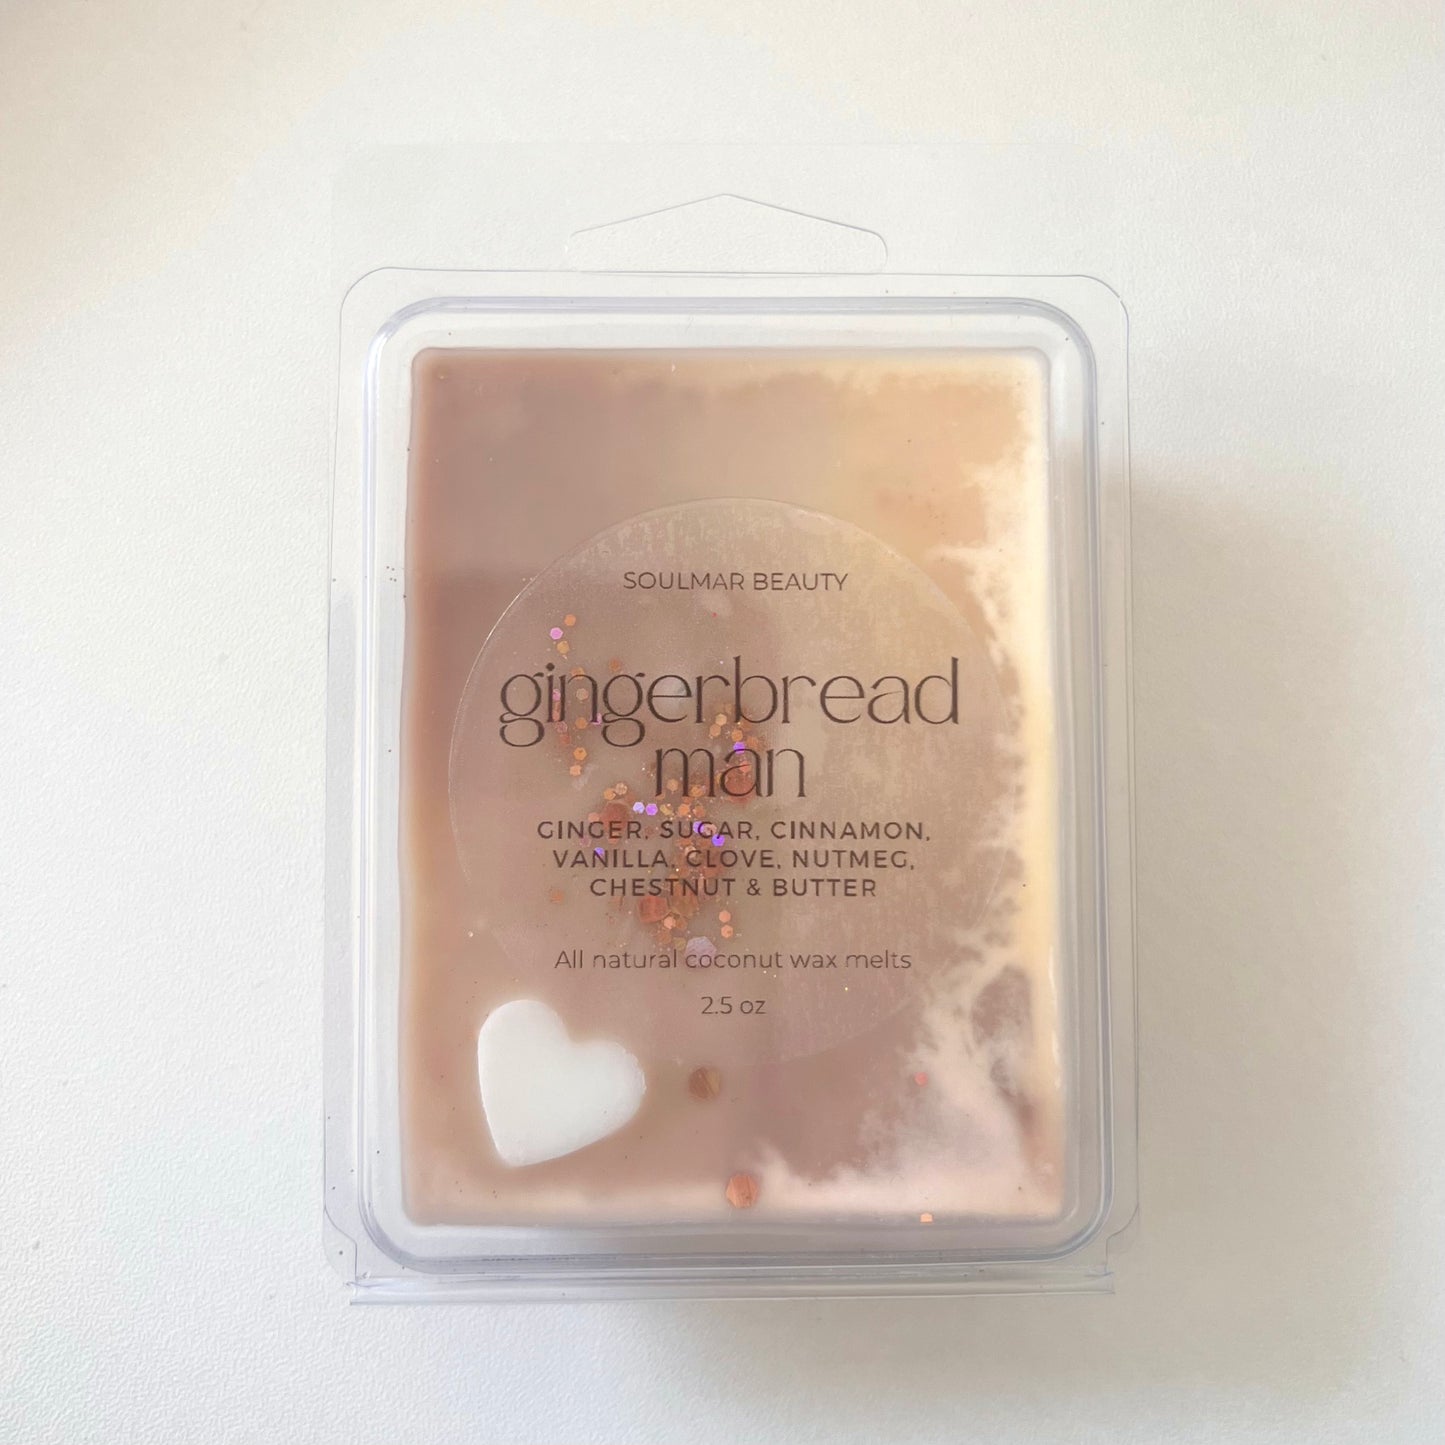 SOULMAR BEAUTY
gingerbread
man
GINGER, SUGAR, CINNAMON,
VANILLA, CLOVE, NUTMEG,
CHESTNUT & BUTTER
All natural coconut wax melts
2.5 oz